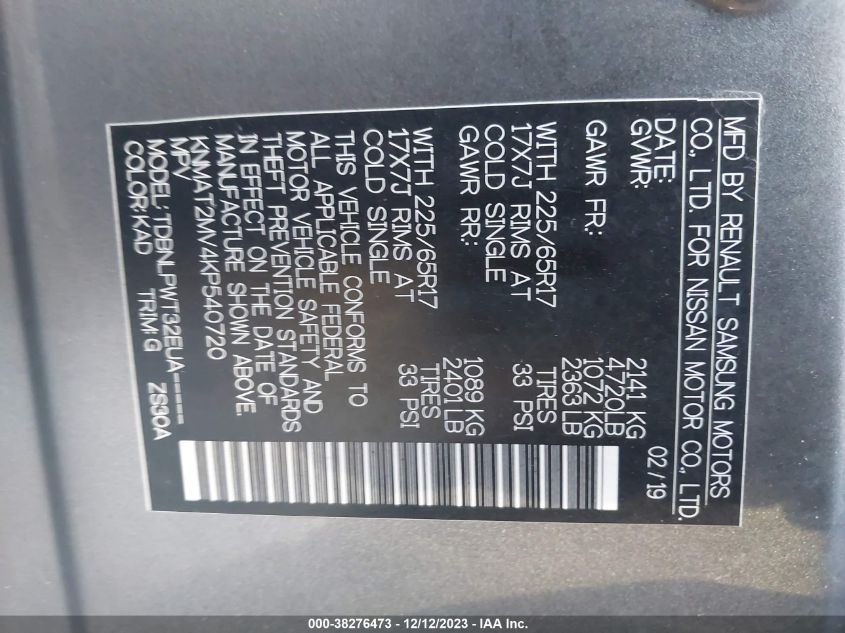 MFD BY RENAULT SAMSUNG MOTORS
CO., LTD. FOR NISSAN MOTOR CO., LTD.
DATE: 02/19
GVWR: 2141 KG
4720LB
GAWR FR: 1072 KG
2363 LB
WITH 225/65R17 TIRES
17X7J RIMS AT 33 PSI
COLD SINGLE
GAWR RR: 1089 KG
2401 LB
WITH 225/65R17 TIRES
17X7J RIMS AT 33 PSI
COLD SINGLE
THIS VEHICLE CONFORMS TO
ALL APPLICABLE FEDERAL
MOTOR VEHICLE SAFETY AND
THEFT PREVENTION STANDARDS
IN EFFECT ON THE DATE OF
MANUFACTURE SHOWN ABOVE.
KNMAT2MV4KP540720
MPV
MODEL: TDBNLPWT32EUA-----
COLOR: KAD TRIM: G ZS30A
000-38276473 - 12/12/2023 - IAA Inc.